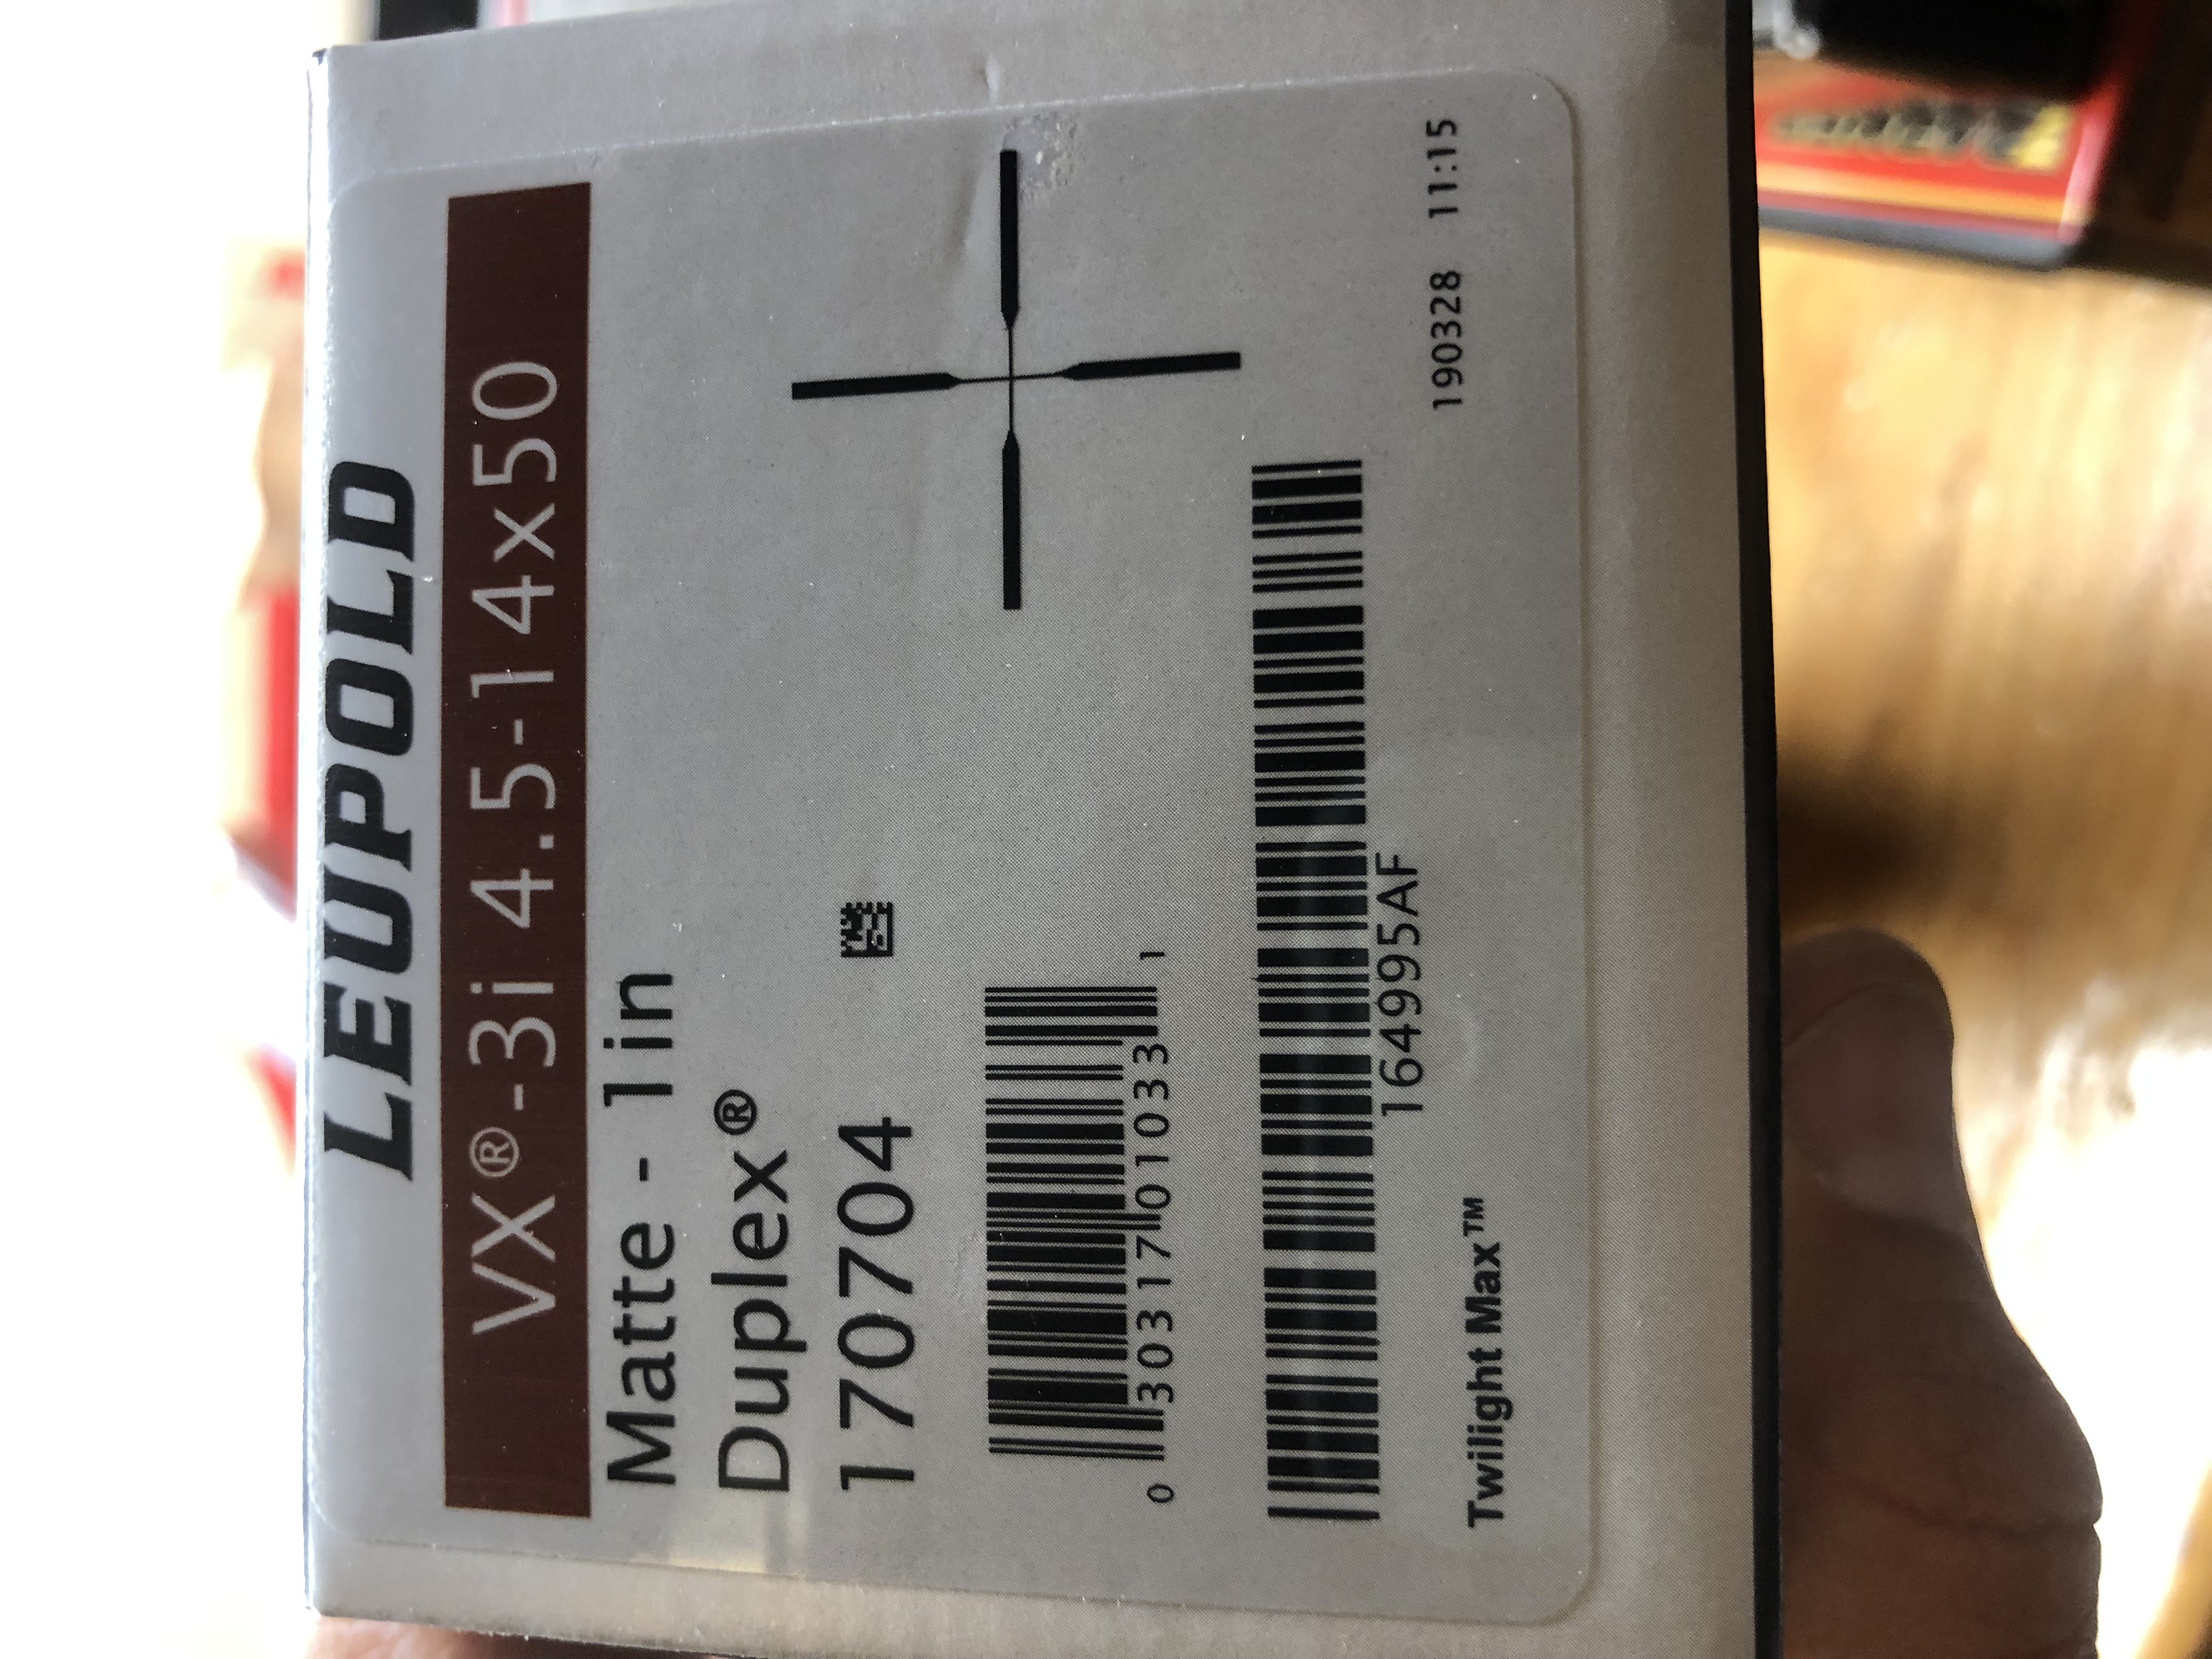 LEUPOLD
VX®-3i 4.5-14x50
Matte - 1in
Duplex®
170704
0 30317 01033 1
164995AF
Twilight Max™ 190328 11:15